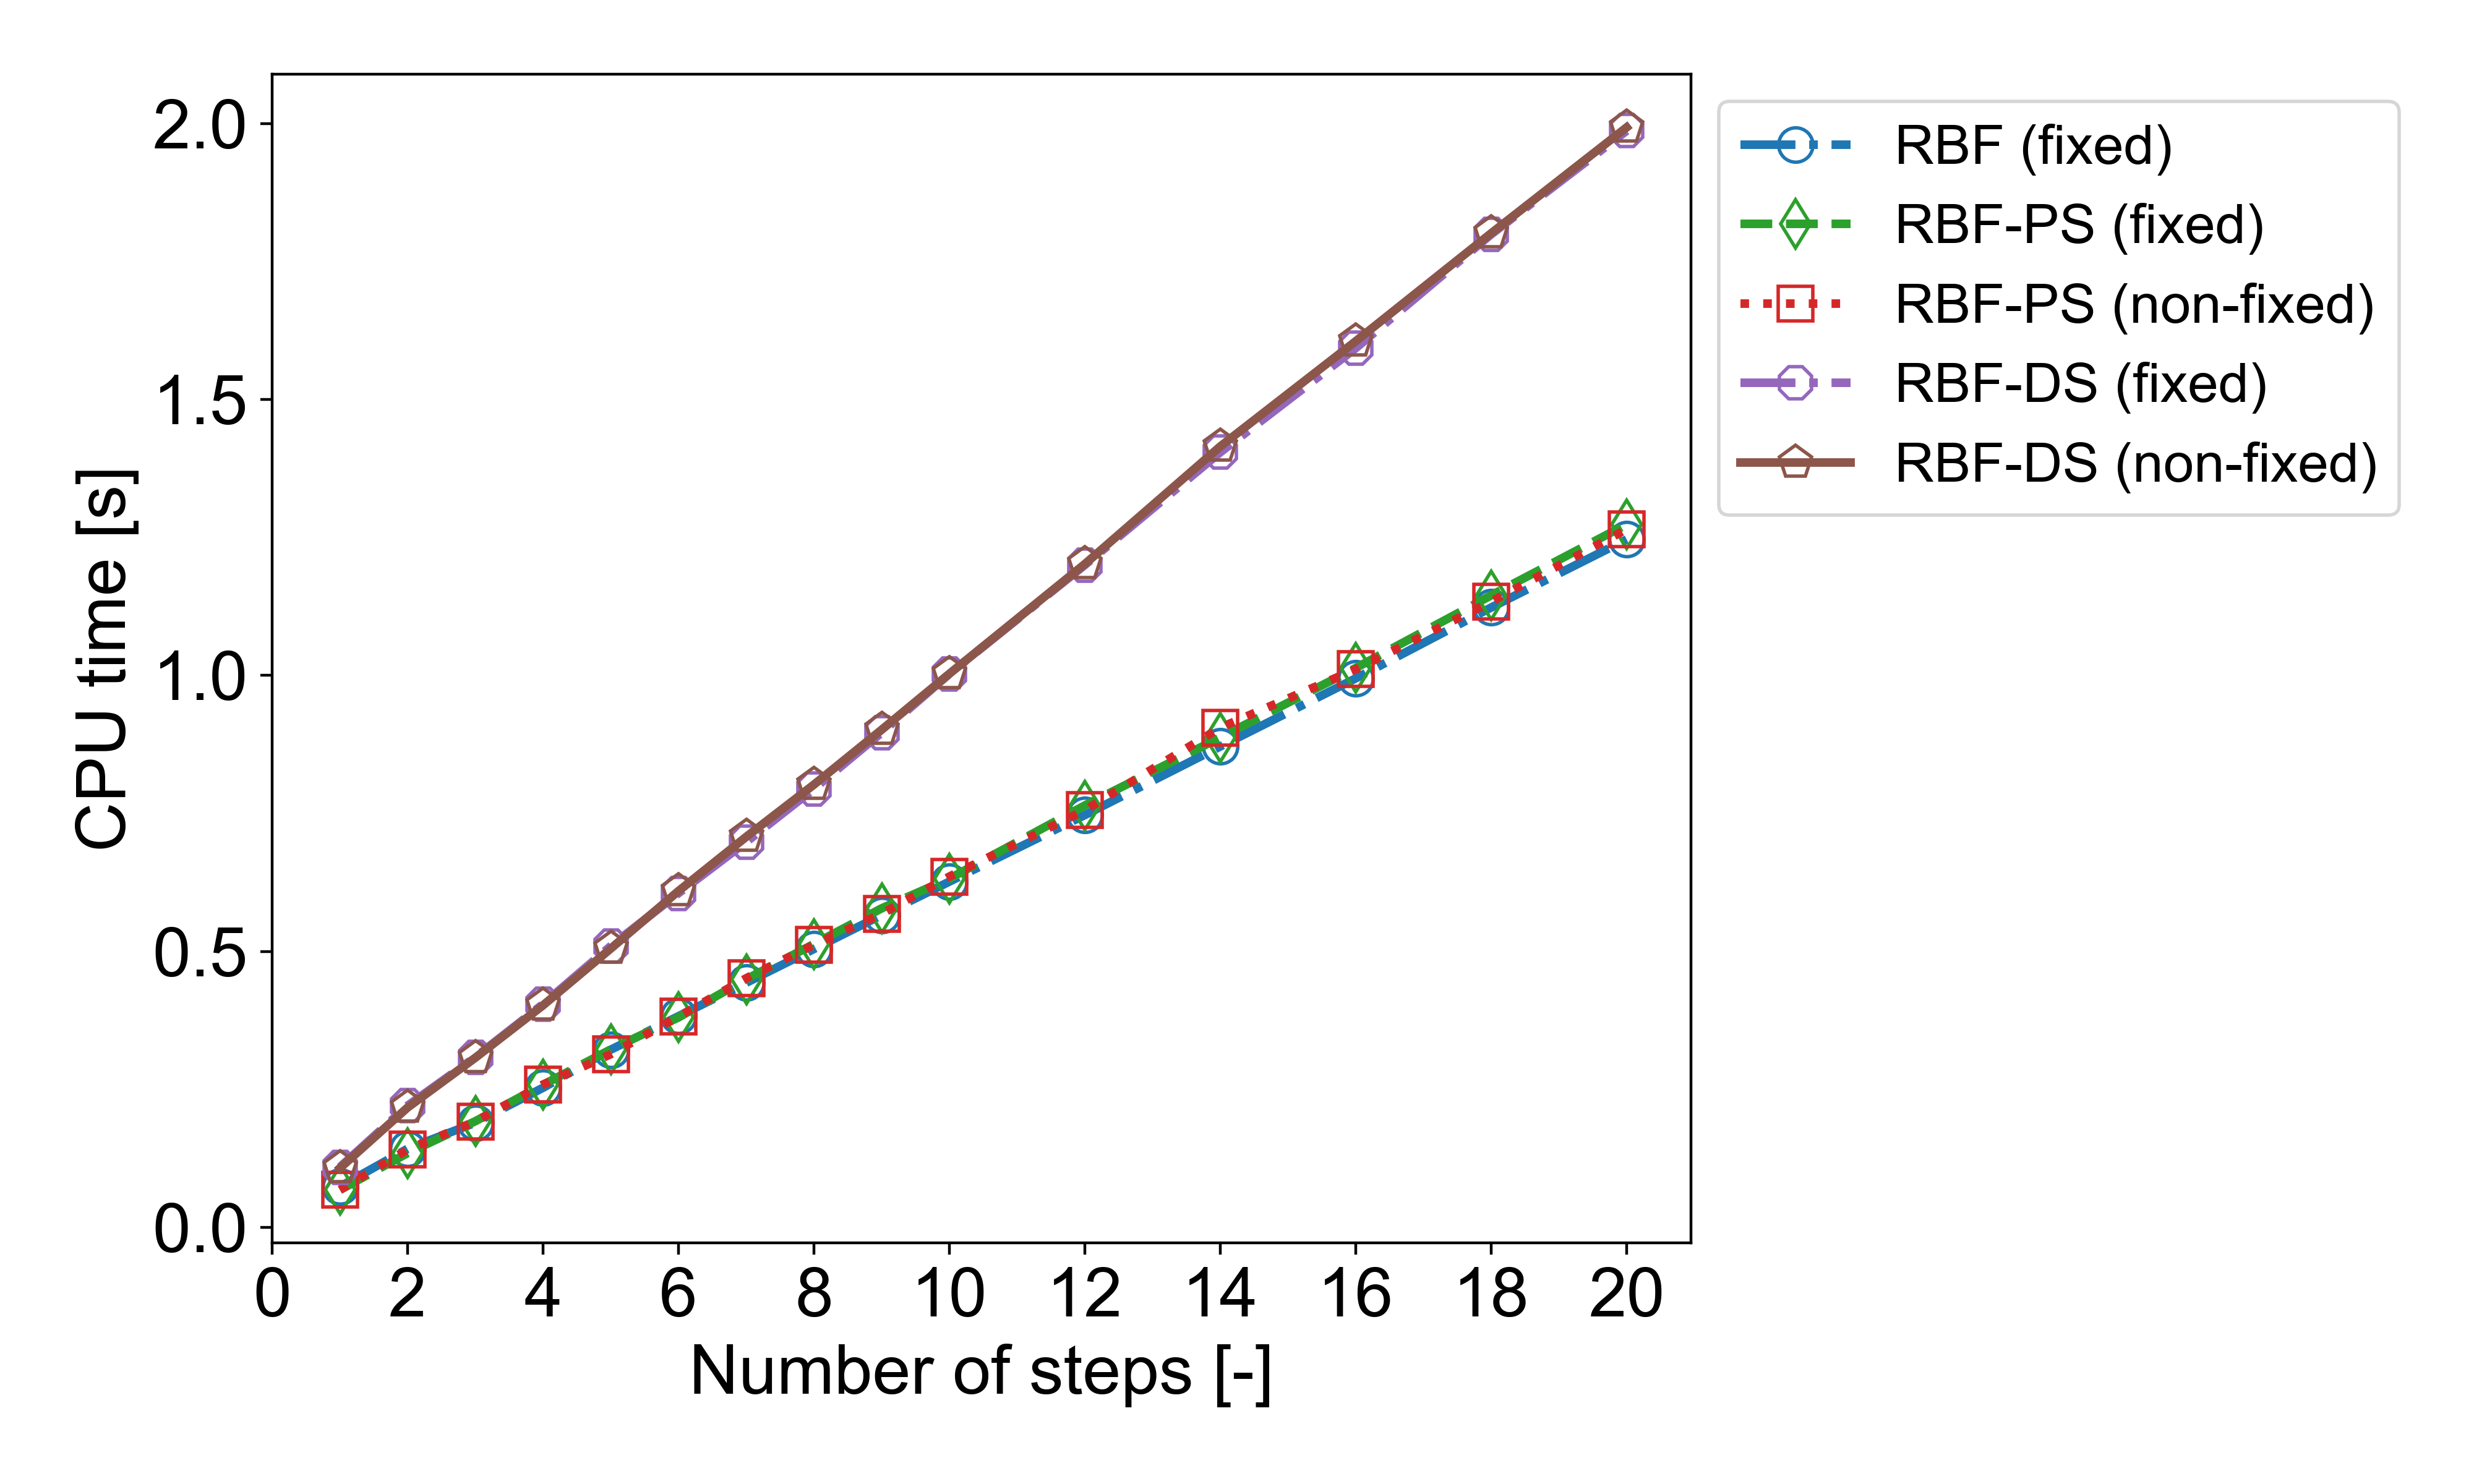 2.0
1.5
1.0
0.5
0.0
CPU time [s]
0 2 4 6 8 10 12 14 16 18 20
Number of steps [-]
RBF (fixed)
RBF-PS (fixed)
RBF-PS (non-fixed)
RBF-DS (fixed)
RBF-DS (non-fixed)